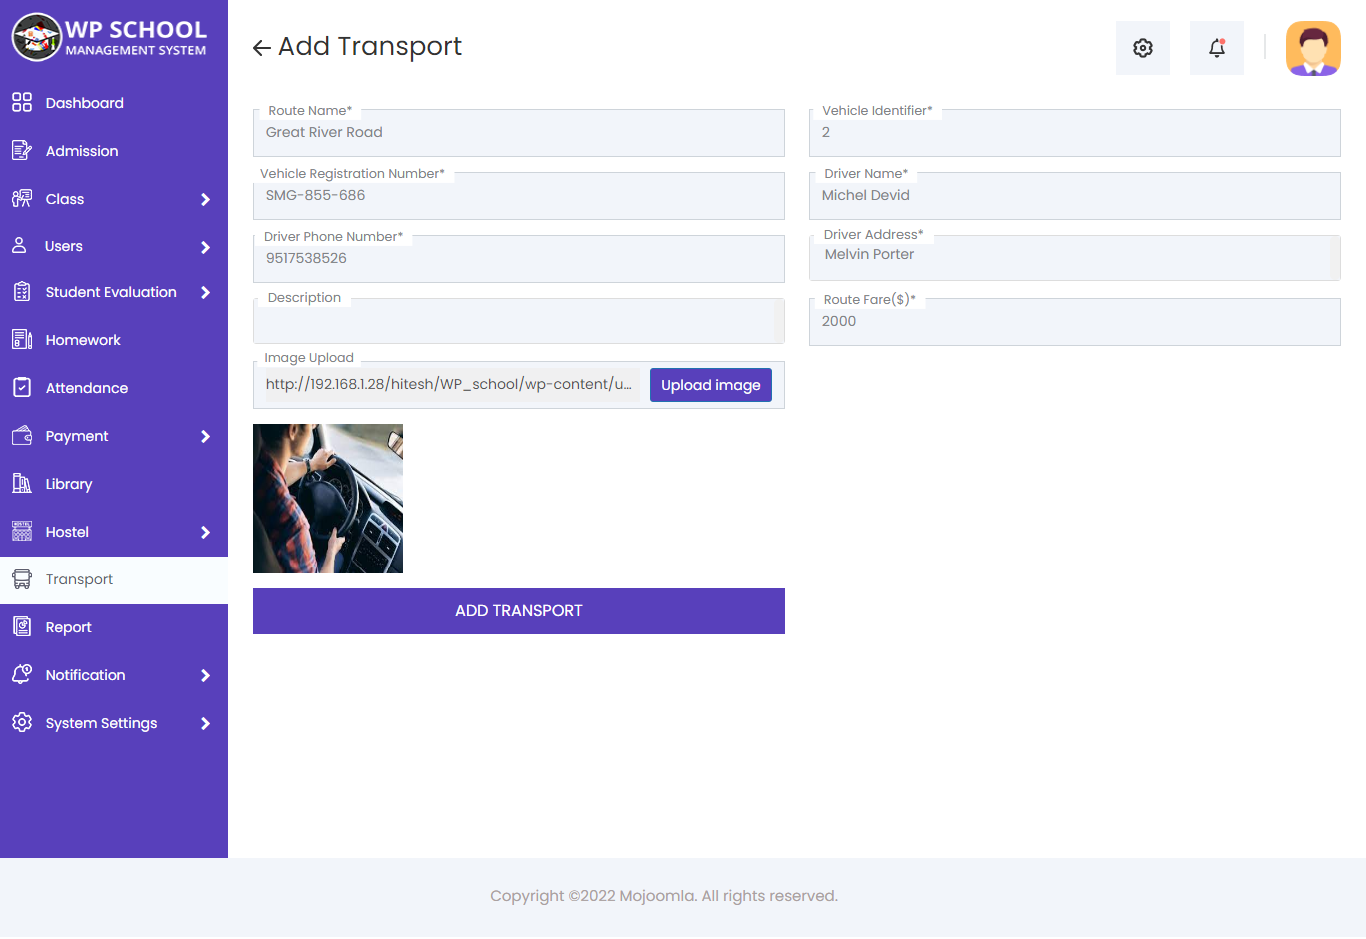 WP SCHOOL
MANAGEMENT SYSTEM
Dashboard
Admission
Class
Users
Student Evaluation
Homework
Attendance
Payment
Library
HOSTEL
Hostel
Transport
Report
Notification
System Settings
Add Transport
Route Name*
Great River Road
Vehicle Identifier*
2
Vehicle Registration Number*
SMG-855-686
Driver Name*
Michel Devid
Driver Phone Number*
9517538526
Driver Address*
Melvin Porter
Description
Route Fare($)*
2000
Image Upload
http://192.168.1.28/hitesh/WP_school/wp-content/u...
Upload image
ADD TRANSPORT
Copyright ©2022 Mojoomla. All rights reserved.